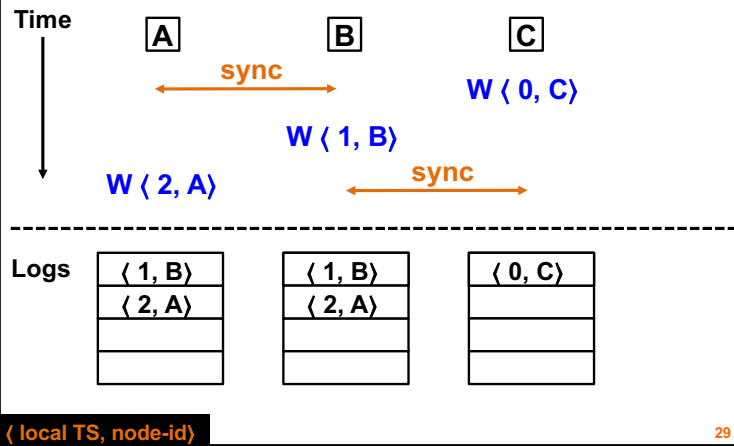 Time
A B C
sync
W ⟨ 0, C⟩
W ⟨ 1, B⟩
sync
W ⟨ 2, A⟩
Logs
⟨ 1, B⟩ ⟨ 1, B⟩ ⟨ 0, C⟩
⟨ 2, A⟩ ⟨ 2, A⟩
⟨ local TS, node-id⟩
29